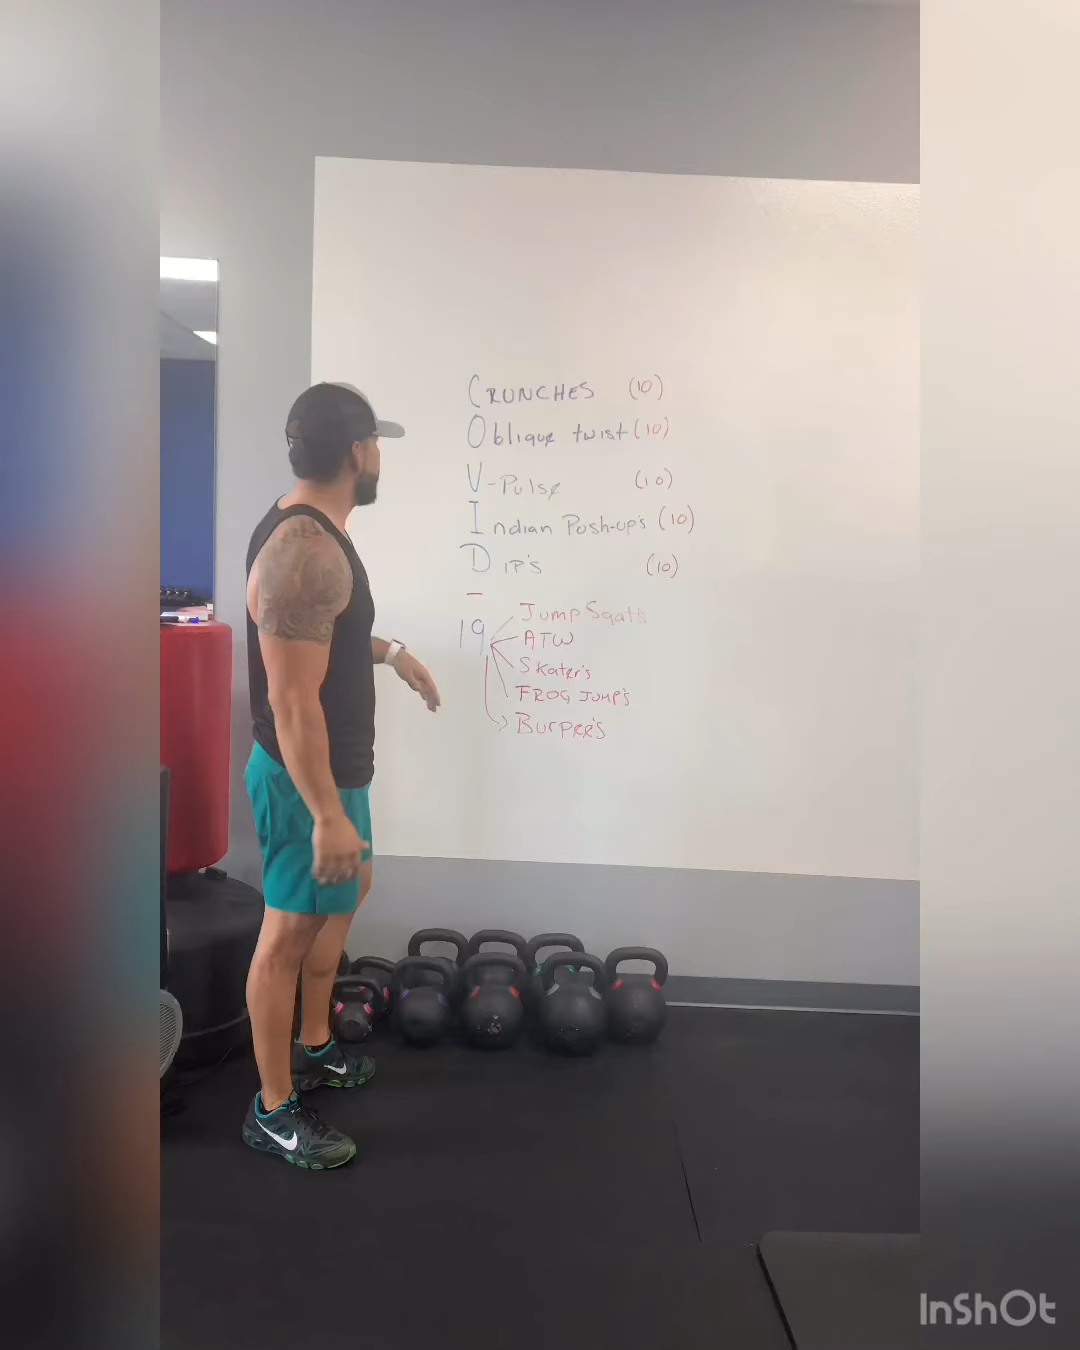 CRUNCHES (10)
Oblique twist (10)
V-Pulse (10)
Indian Push-up's (10)
DIP's (10)
-
19
Jump Sqats
ATW
Skater's
FROG JUMP's
Burpee's
InShOt